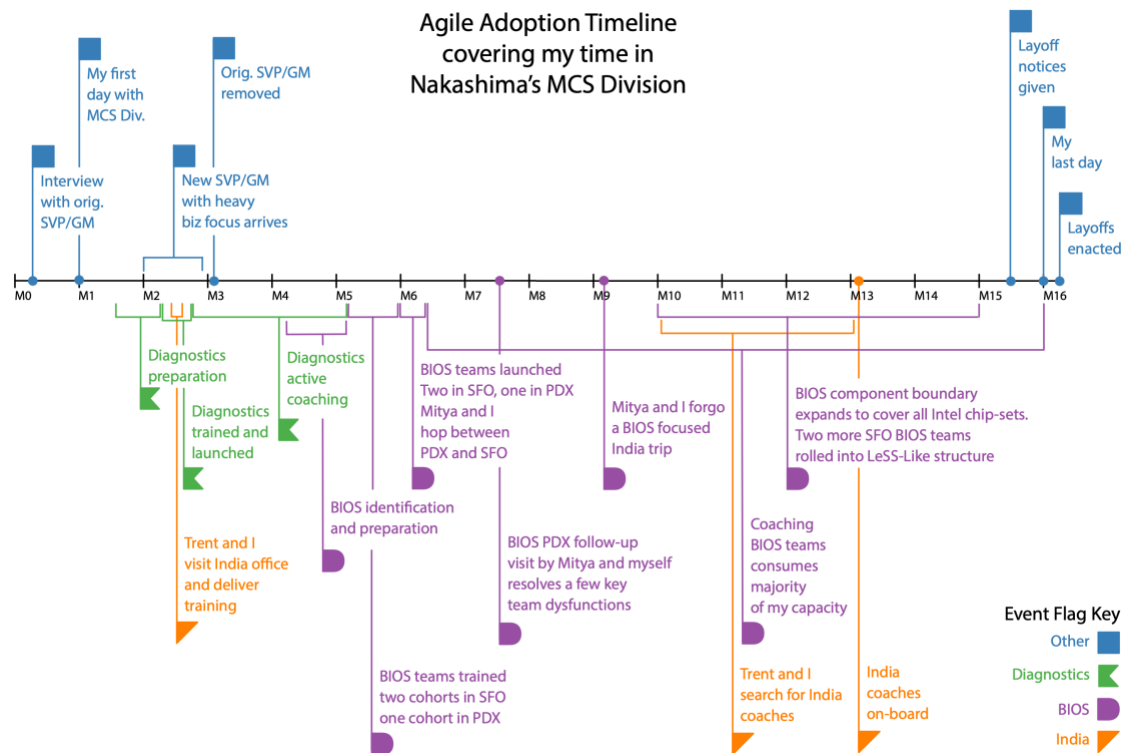 Agile Adoption Timeline
covering my time in
Nakashima's MCS Division
My first
day with
MCS Div.
Orig. SVP/GM
removed
Layoff
notices
given
Interview
with orig.
SVP/GM
New SVP/GM
with heavy
biz focus arrives
My
last day
Layoffs
enacted
M0
M1
M2
M3
M4
M5
M6
M7
M8
M9
M10
M11
M12
M13
M14
M15
M16
Diagnostics
preparation
Diagnostics
trained and
launched
Diagnostics
active
coaching
BIOS teams launched
Two in SFO, one in PDX
Mitya and I
hop between
PDX and SFO
Mitya and I forgo
a BIOS focused
India trip
BIOS component boundary
expands to cover all Intel chip-sets.
Two more SFO BIOS teams
rolled into LeSS-Like structure
BIOS identification
and preparation
Trent and I
visit India office
and deliver
training
BIOS PDX follow-up
visit by Mitya and myself
resolves a few key
team dysfunctions
Coaching
BIOS teams
consumes
majority
of my capacity
BIOS teams trained
two cohorts in SFO
one cohort in PDX
Trent and I
search for India
coaches
India
coaches
on-board
Event Flag Key
Other
Diagnostics
BIOS
India